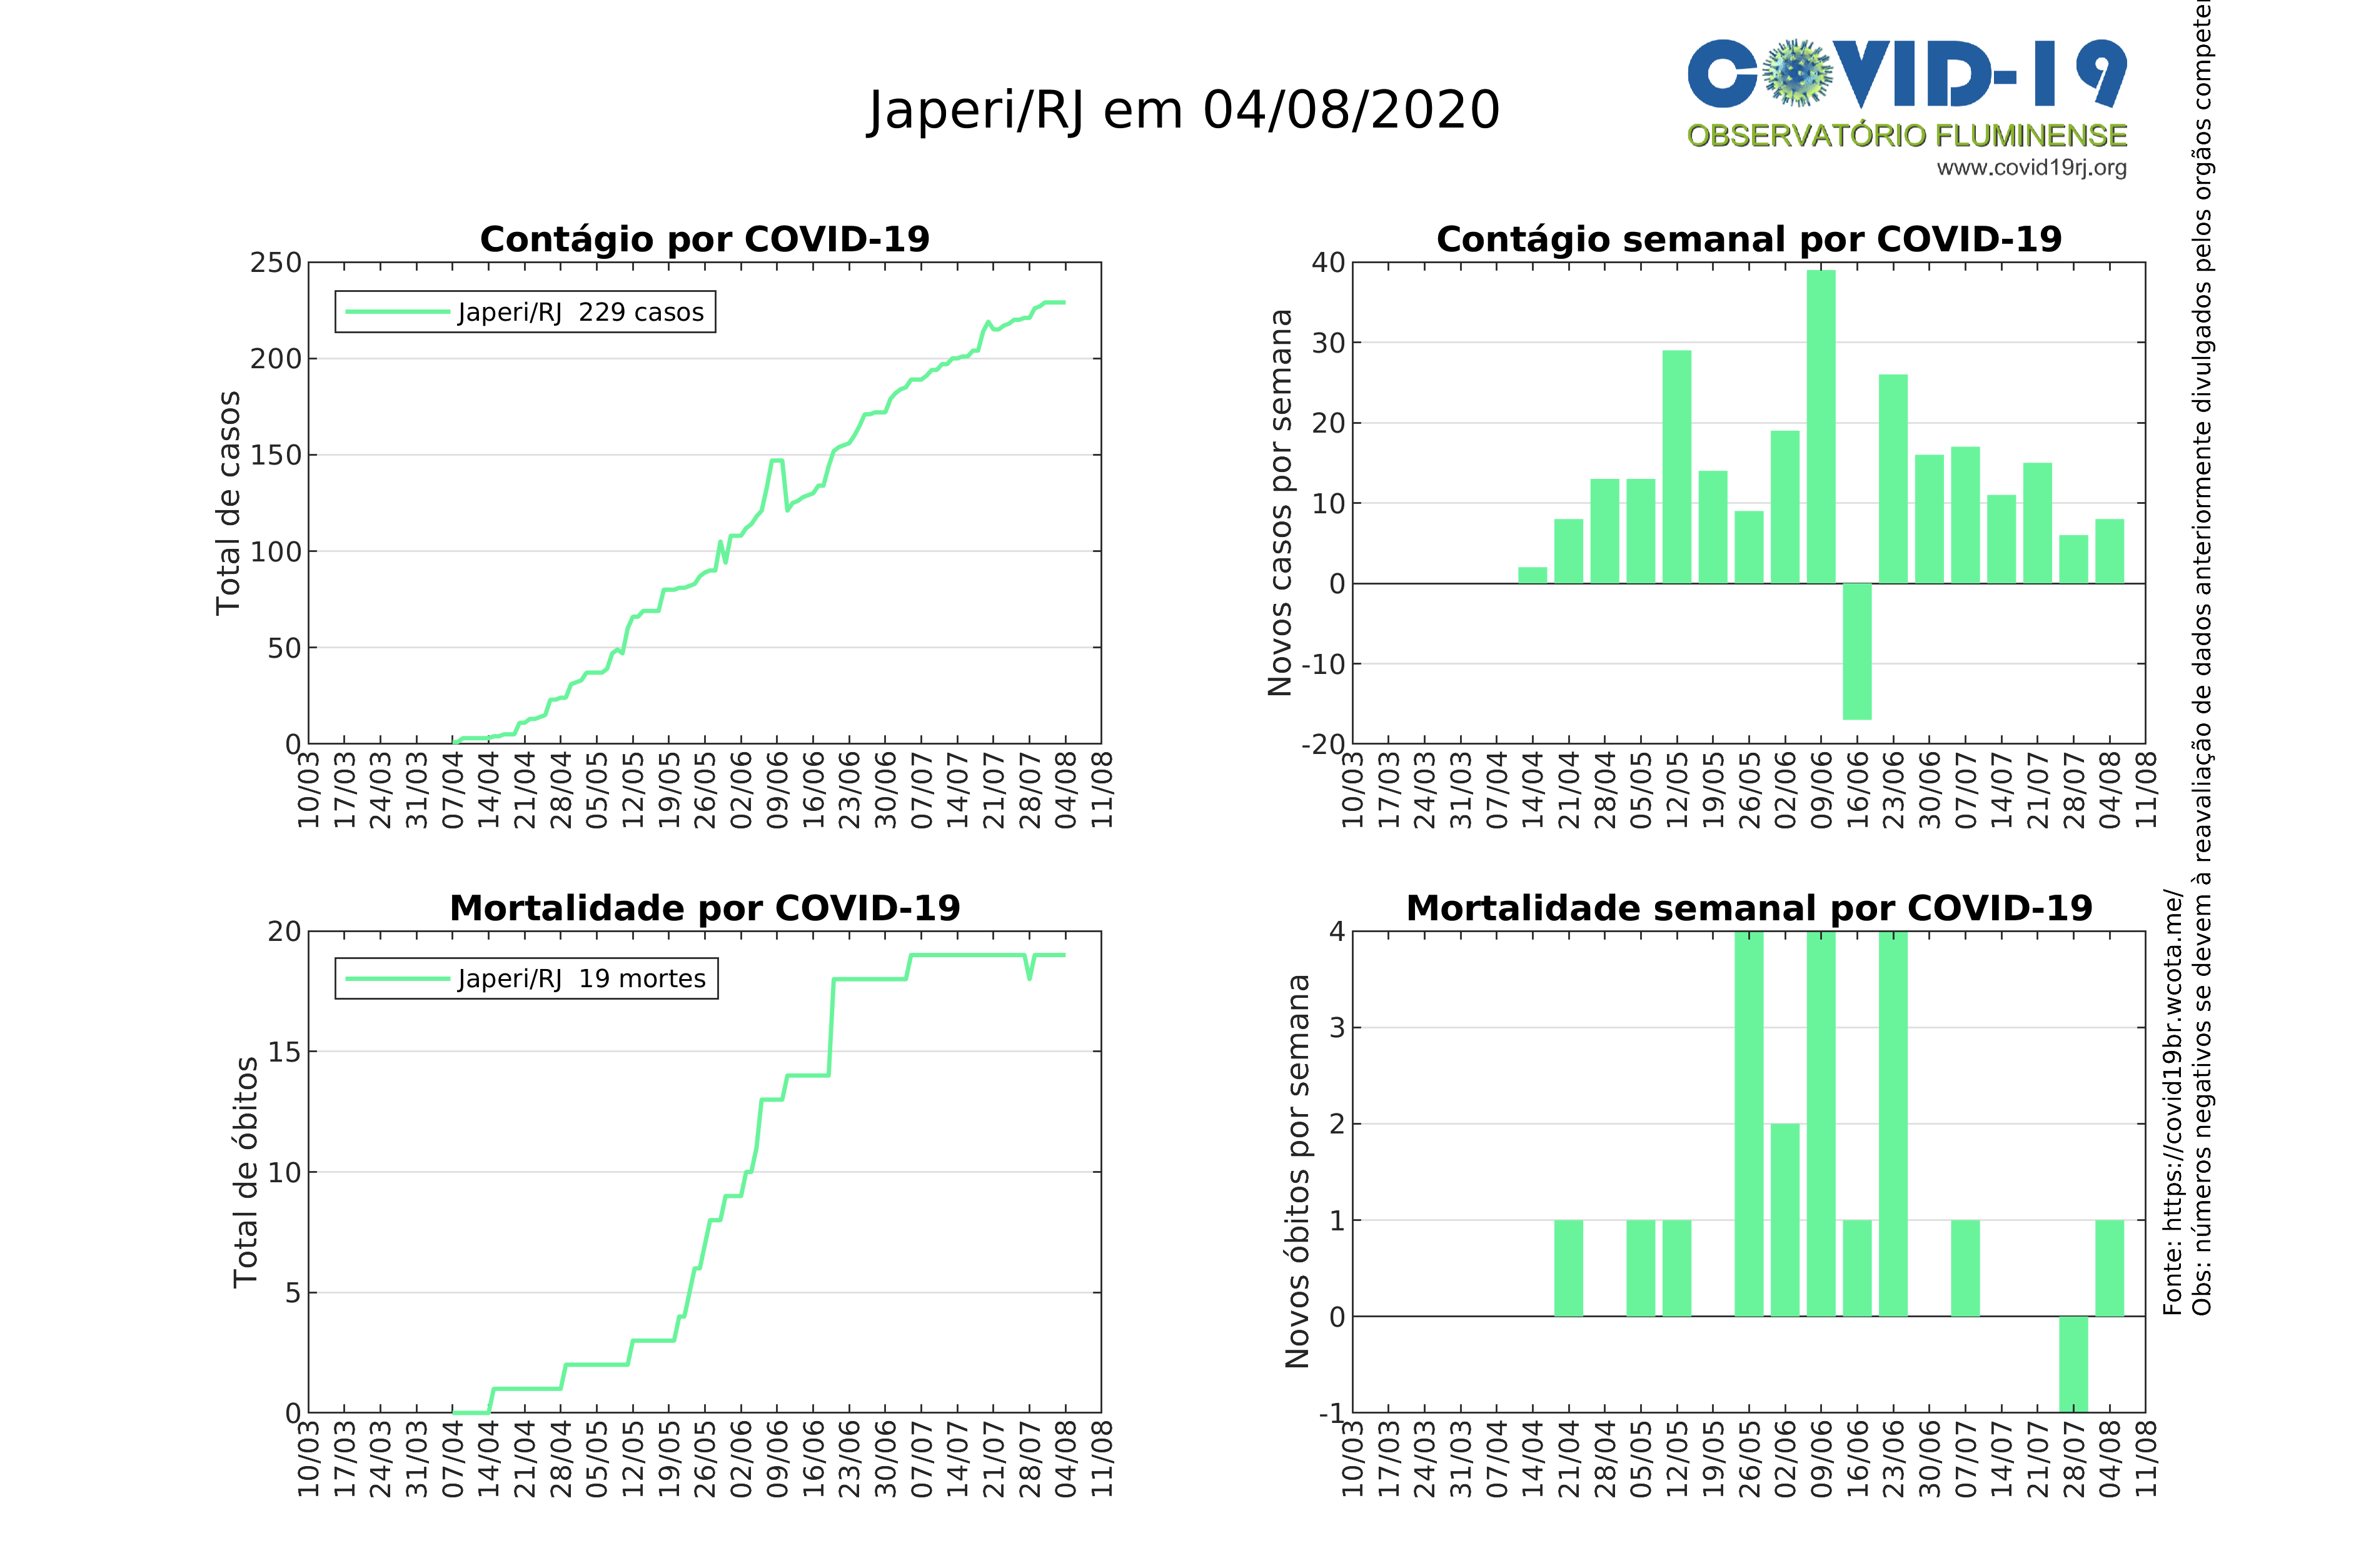 Japeri/RJ em 04/08/2020
COVID-19
OBSERVATÓRIO FLUMINENSE
www.covid19rj.org
Contágio por COVID-19
Total de casos
250
200
150
100
50
0
Japeri/RJ 229 casos
10/03 17/03 24/03 31/03 07/04 14/04 21/04 28/04 05/05 12/05 19/05 26/05 02/06 09/06 16/06 23/06 30/06 07/07 14/07 21/07 28/07 04/08 11/08
Contágio semanal por COVID-19
Novos casos por semana
40
30
20
10
0
-10
-20
10/03 17/03 24/03 31/03 07/04 14/04 21/04 28/04 05/05 12/05 19/05 26/05 02/06 09/06 16/06 23/06 30/06 07/07 14/07 21/07 28/07 04/08 11/08
Mortalidade por COVID-19
Total de óbitos
20
15
10
5
0
Japeri/RJ 19 mortes
10/03 17/03 24/03 31/03 07/04 14/04 21/04 28/04 05/05 12/05 19/05 26/05 02/06 09/06 16/06 23/06 30/06 07/07 14/07 21/07 28/07 04/08 11/08
Mortalidade semanal por COVID-19
Novos óbitos por semana
4
3
2
1
0
-1
10/03 17/03 24/03 31/03 07/04 14/04 21/04 28/04 05/05 12/05 19/05 26/05 02/06 09/06 16/06 23/06 30/06 07/07 14/07 21/07 28/07 04/08 11/08
Fonte: https://covid19br.wcota.me/
Obs: números negativos se devem à reavaliação de dados anteriormente divulgados pelos orgãos